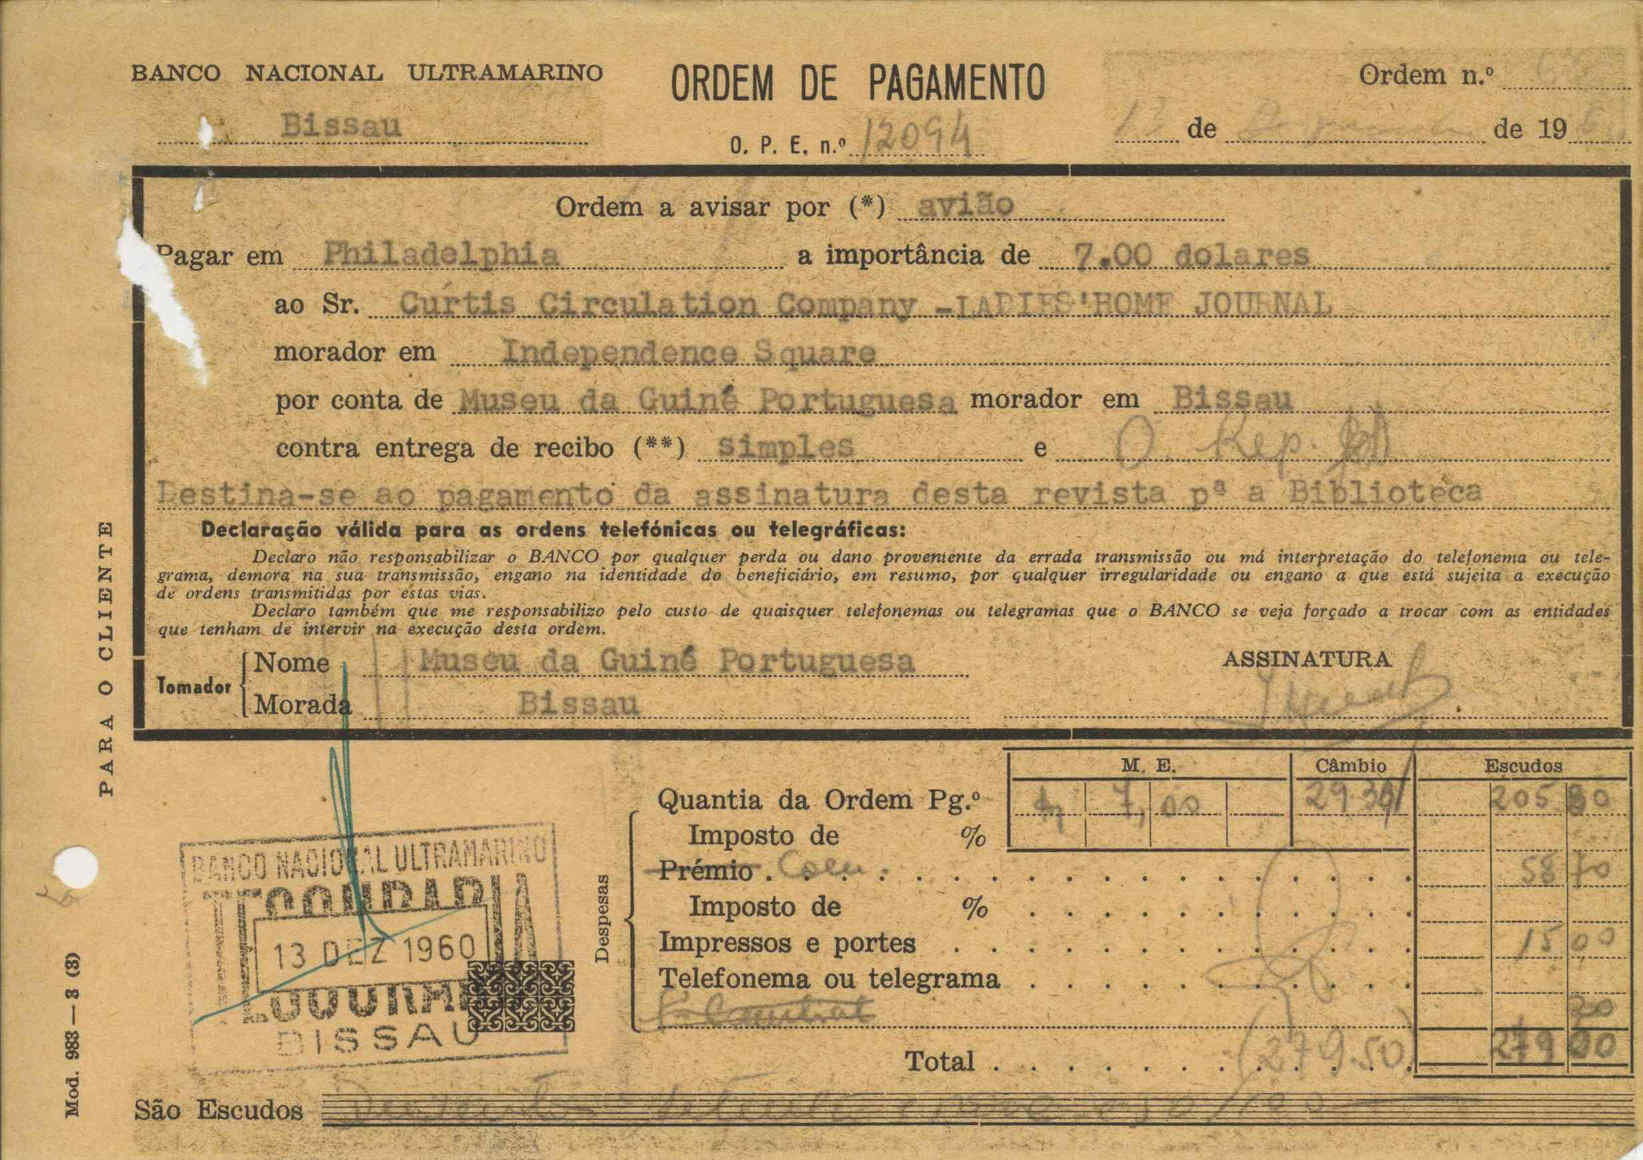 BANCO NACIONAL ULTRAMARINO
ORDEM DE PAGAMENTO
Ordem n.º
Bissau
O. P. E. n.º 12094
13 de de 19
Ordem a avisar por (*) avião
Pagar em Philadelphia a importância de 7.00 dolares
ao Sr. Curtis Circulation Company -LADIES'HOME JOURNAL
morador em Independence Square
por conta de Museu da Guiné Portuguesa morador em Bissau
contra entrega de recibo (**) simples e O Rep.
Destina-se ao pagamento da assinatura desta revista pª a Biblioteca
Declaração válida para as ordens telefónicas ou telegráficas:
Declaro não responsabilizar o BANCO por qualquer perda ou dano proveniente da errada transmissão ou má interpretação do telefonema ou tele-
grama, demora na sua transmissão, engano na identidade do beneficiário, em resumo, por qualquer irregularidade ou engano a que está sujeita a execução
de ordens transmitidas por estas vias.
Declaro também que me responsabilizo pelo custo de quaisquer telefonemas ou telegramas que o BANCO se veja forçado a trocar com as entidades
que tenham de intervir na execução desta ordem.
Tomador
Nome Museu da Guiné Portuguesa
Morada Bissau
ASSINATURA
PARA O CLIENTE
Mod. 983 — 3 (3)
BANCO NACIONAL ULTRAMARINO
13 DEZ 1960
BISSAU
M. E. Câmbio Escudos
Quantia da Ordem Pg.º 7,00
Imposto de %
Despesas
Prémio
Imposto de %
Impressos e portes 15 00
Telefonema ou telegrama
Total (279.50)
São Escudos